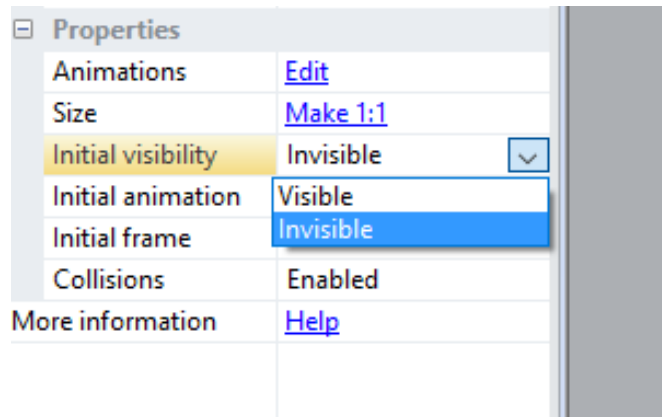 Properties
Animations Edit
Size Make 1:1
Initial visibility Invisible
Initial animation Visible
Initial frame Invisible
Collisions Enabled
More information Help